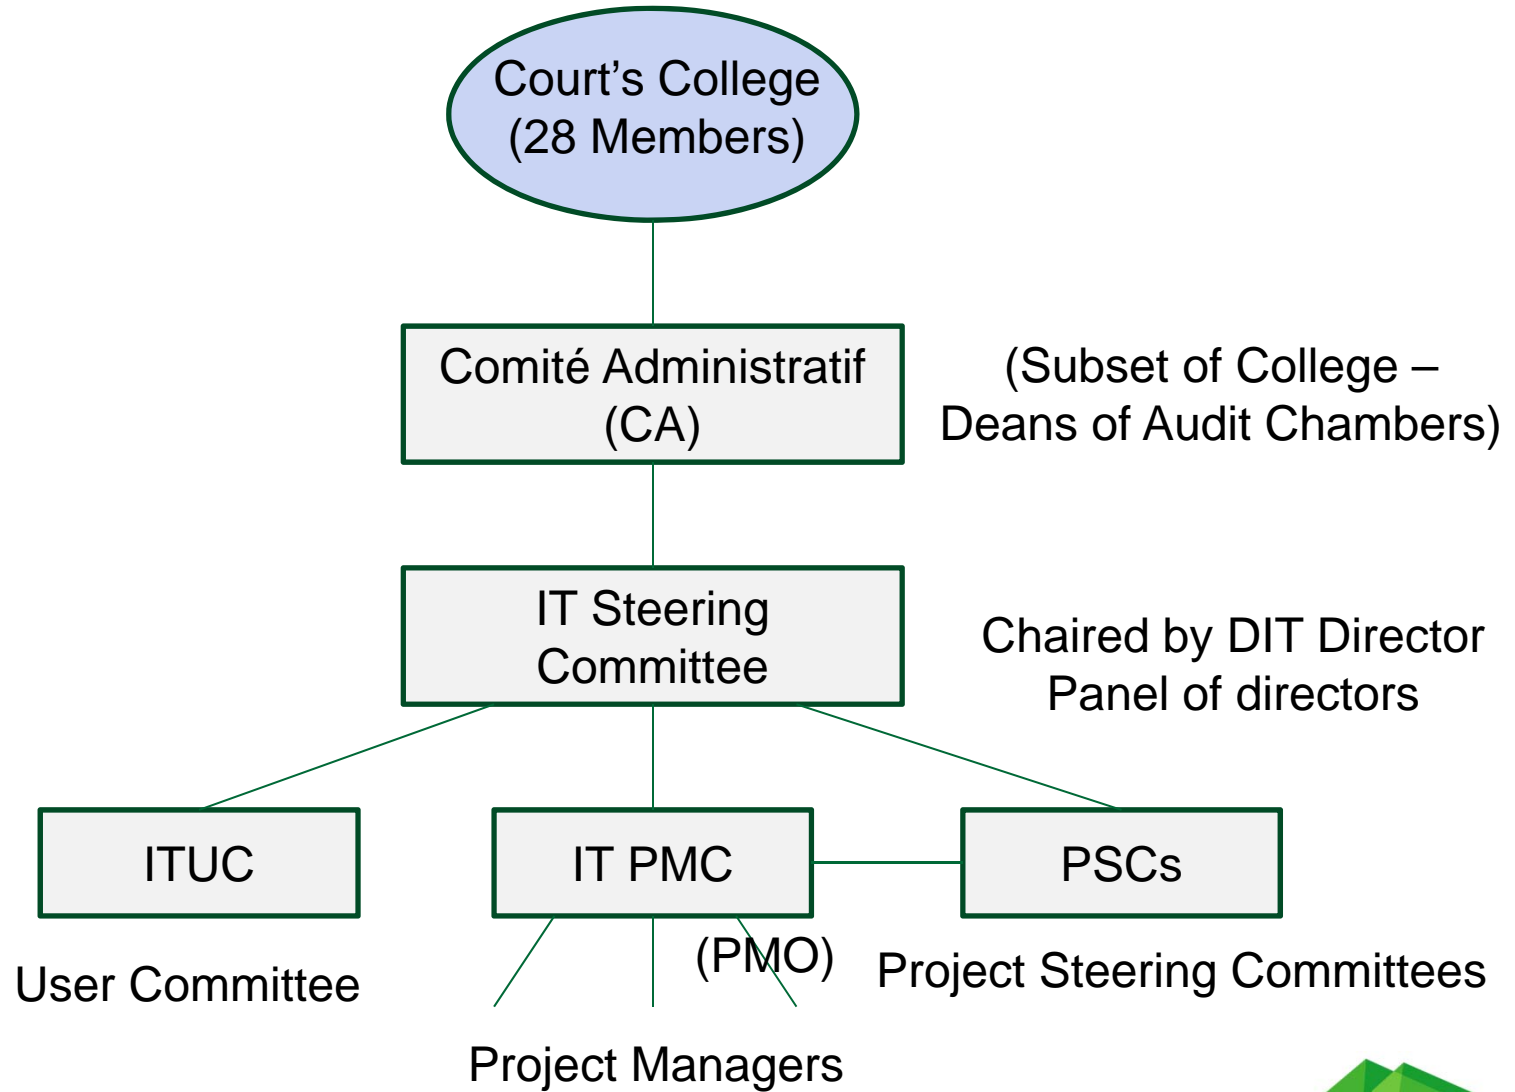 Court’s College
(28 Members)
Comité Administratif
(CA)
(Subset of College –
Deans of Audit Chambers)
IT Steering
Committee
Chaired by DIT Director
Panel of directors
ITUC
IT PMC
PSCs
(PMO)
User Committee
Project Steering Committees
Project Managers